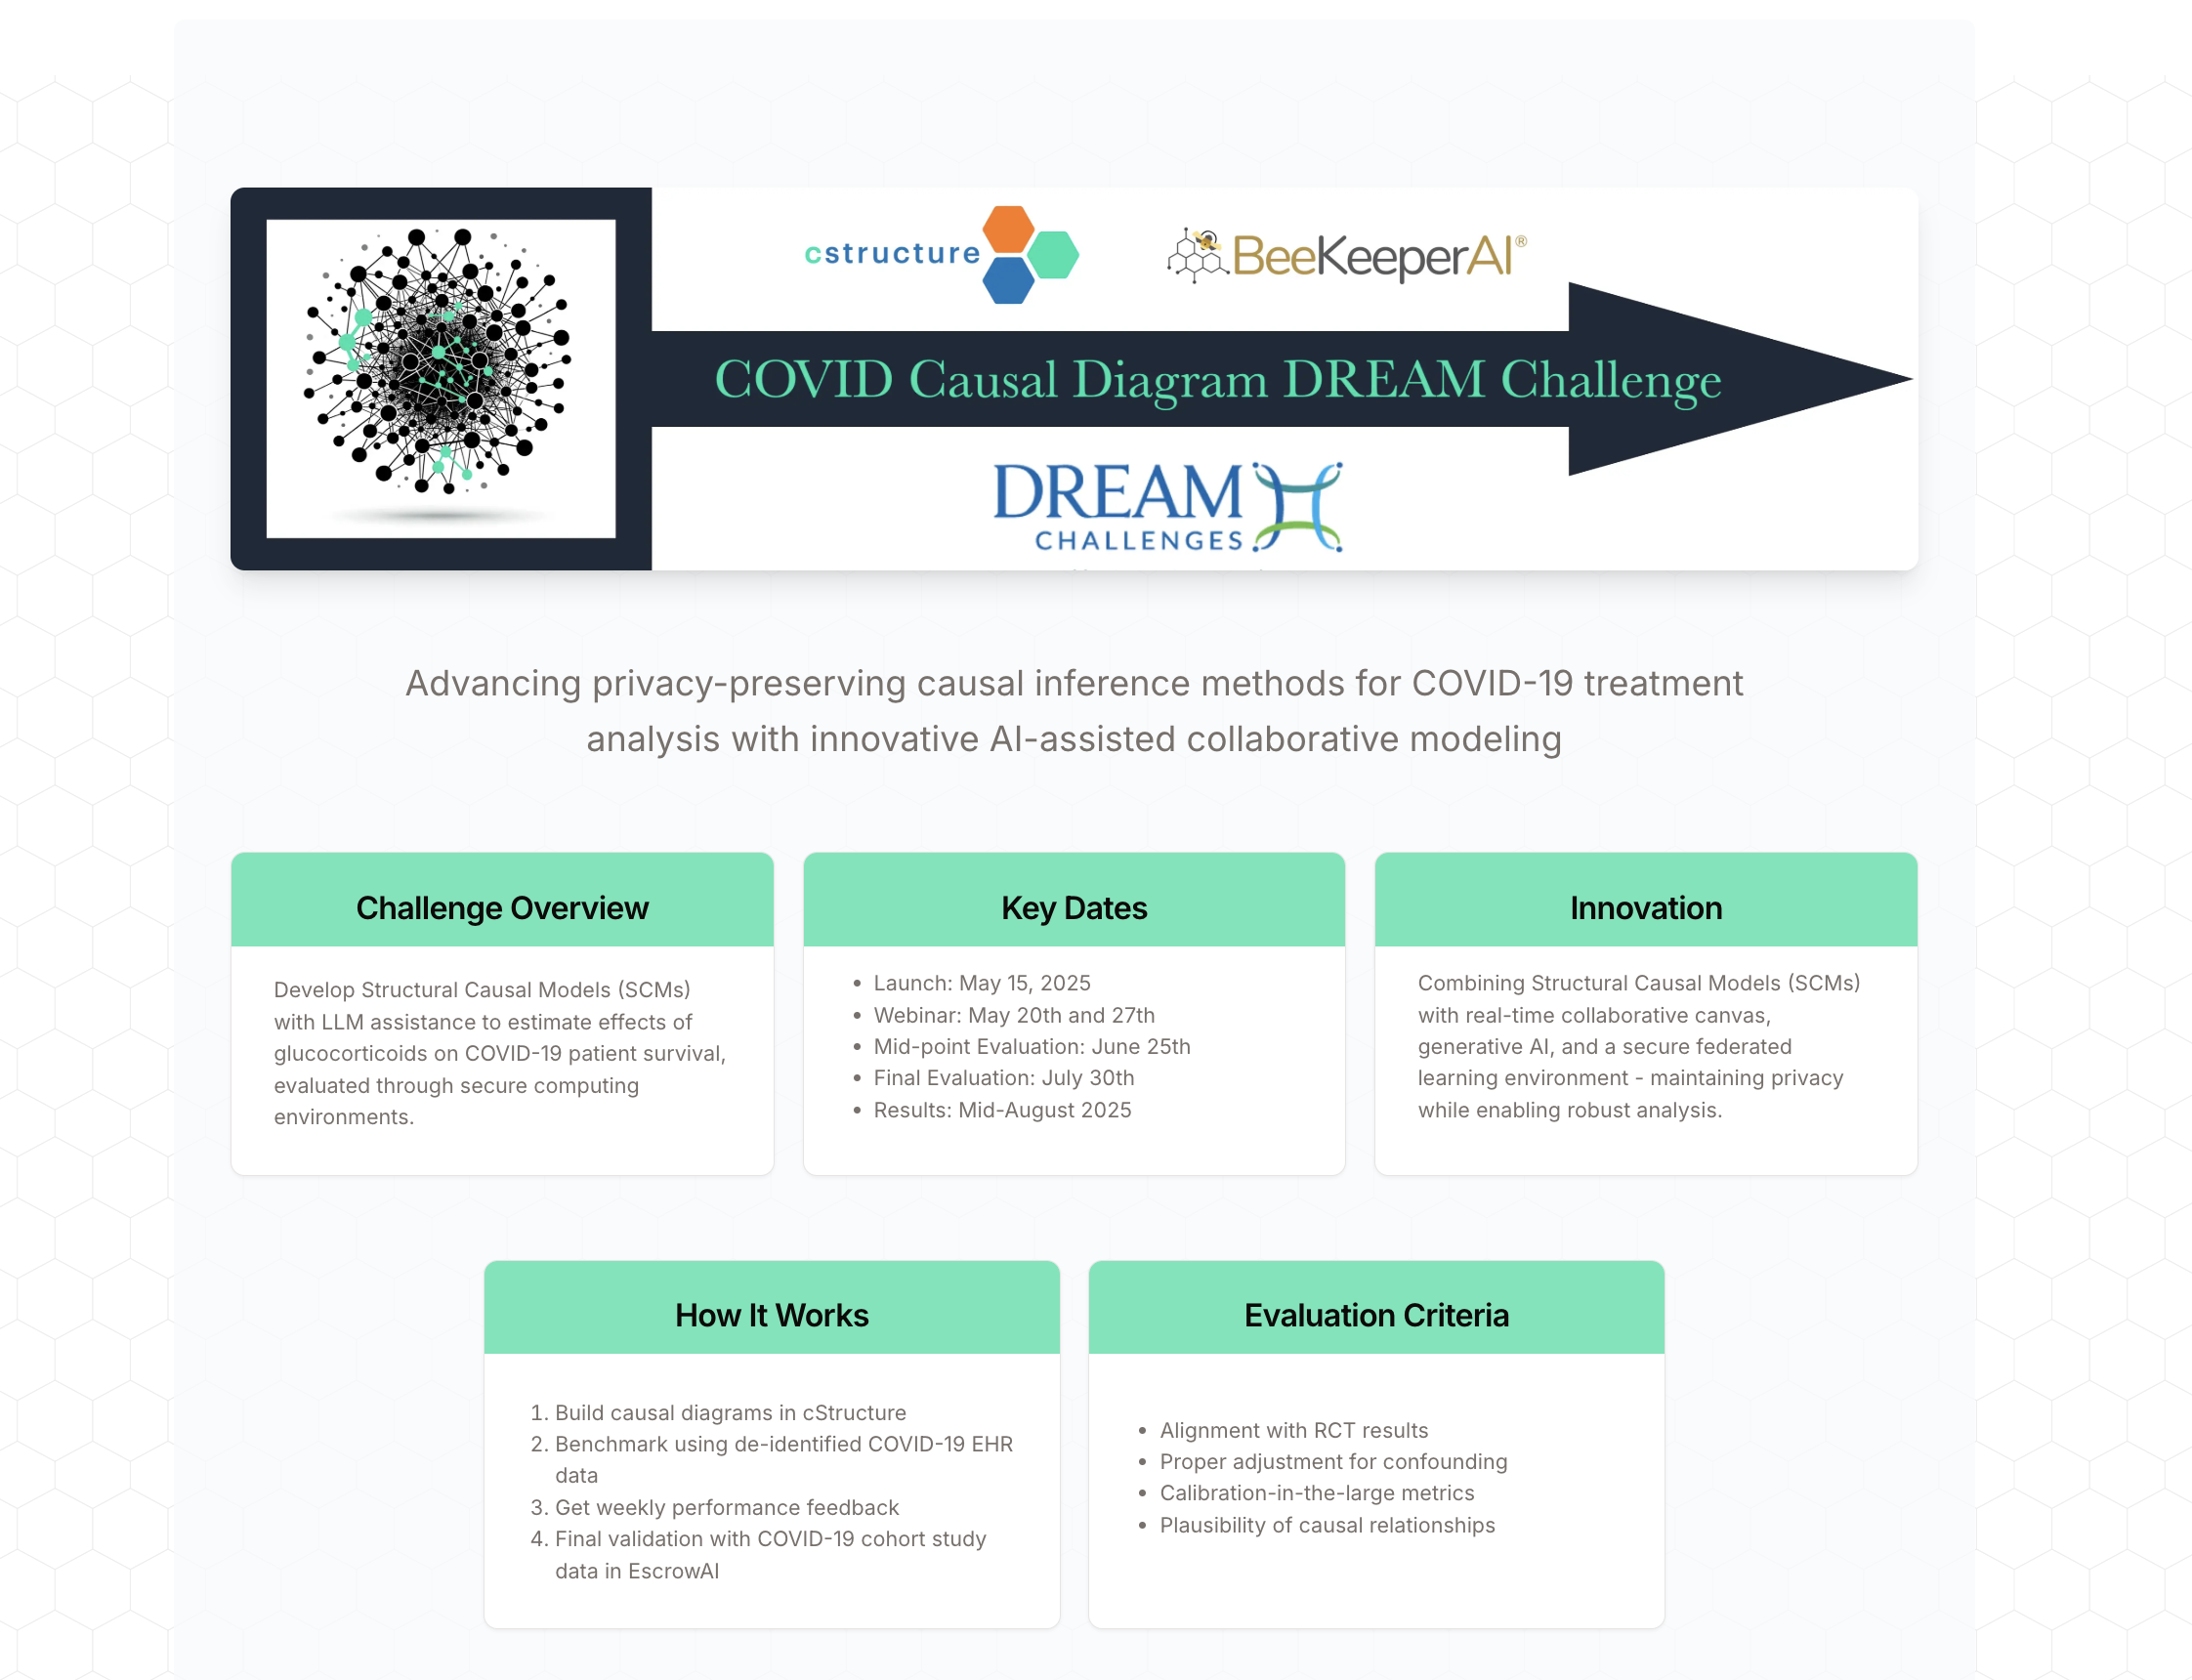 cstructure
BeeKeeperAI®
COVID Causal Diagram DREAM Challenge
DREAM
CHALLENGES
Advancing privacy-preserving causal inference methods for COVID-19 treatment
analysis with innovative AI-assisted collaborative modeling
Challenge Overview
Develop Structural Causal Models (SCMs)
with LLM assistance to estimate effects of
glucocorticoids on COVID-19 patient survival,
evaluated through secure computing
environments.
Key Dates
• Launch: May 15, 2025
• Webinar: May 20th and 27th
• Mid-point Evaluation: June 25th
• Final Evaluation: July 30th
• Results: Mid-August 2025
Innovation
Combining Structural Causal Models (SCMs)
with real-time collaborative canvas,
generative AI, and a secure federated
learning environment - maintaining privacy
while enabling robust analysis.
How It Works
1. Build causal diagrams in cStructure
2. Benchmark using de-identified COVID-19 EHR
data
3. Get weekly performance feedback
4. Final validation with COVID-19 cohort study
data in EscrowAI
Evaluation Criteria
• Alignment with RCT results
• Proper adjustment for confounding
• Calibration-in-the-large metrics
• Plausibility of causal relationships